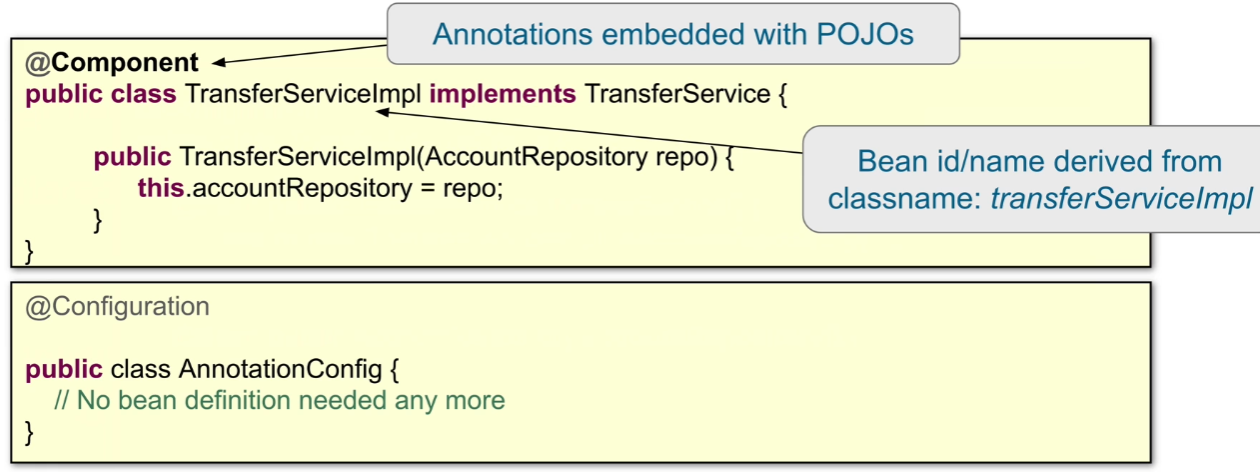 Annotations embedded with POJOs
@Component
public class TransferServiceImpl implements TransferService {
public TransferServiceImpl(AccountRepository repo) {
this.accountRepository = repo;
}
}
Bean id/name derived from
classname: transferServiceImpl
@Configuration
public class AnnotationConfig {
// No bean definition needed any more
}